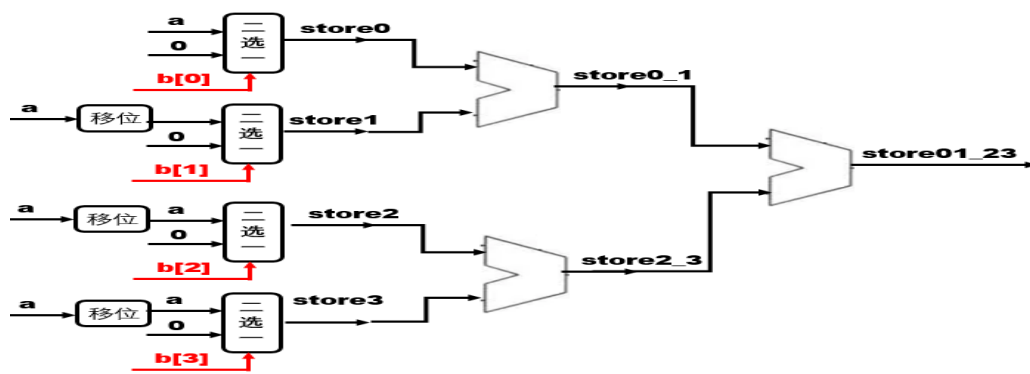 a
0
二选一
store0
b[0]
a
移位
0
二选一
store1
b[1]
store0_1
a
移位
a
0
二选一
store2
b[2]
a
移位
a
0
二选一
store3
b[3]
store2_3
store01_23